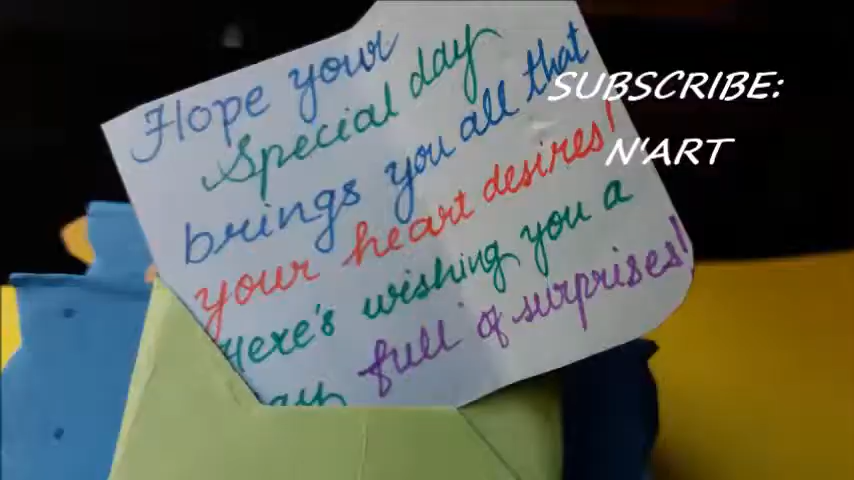 Hope your
Special day
brings you all that
your heart desires!
Here's wishing you a
day full of surprises!
SUBSCRIBE:
N'ART